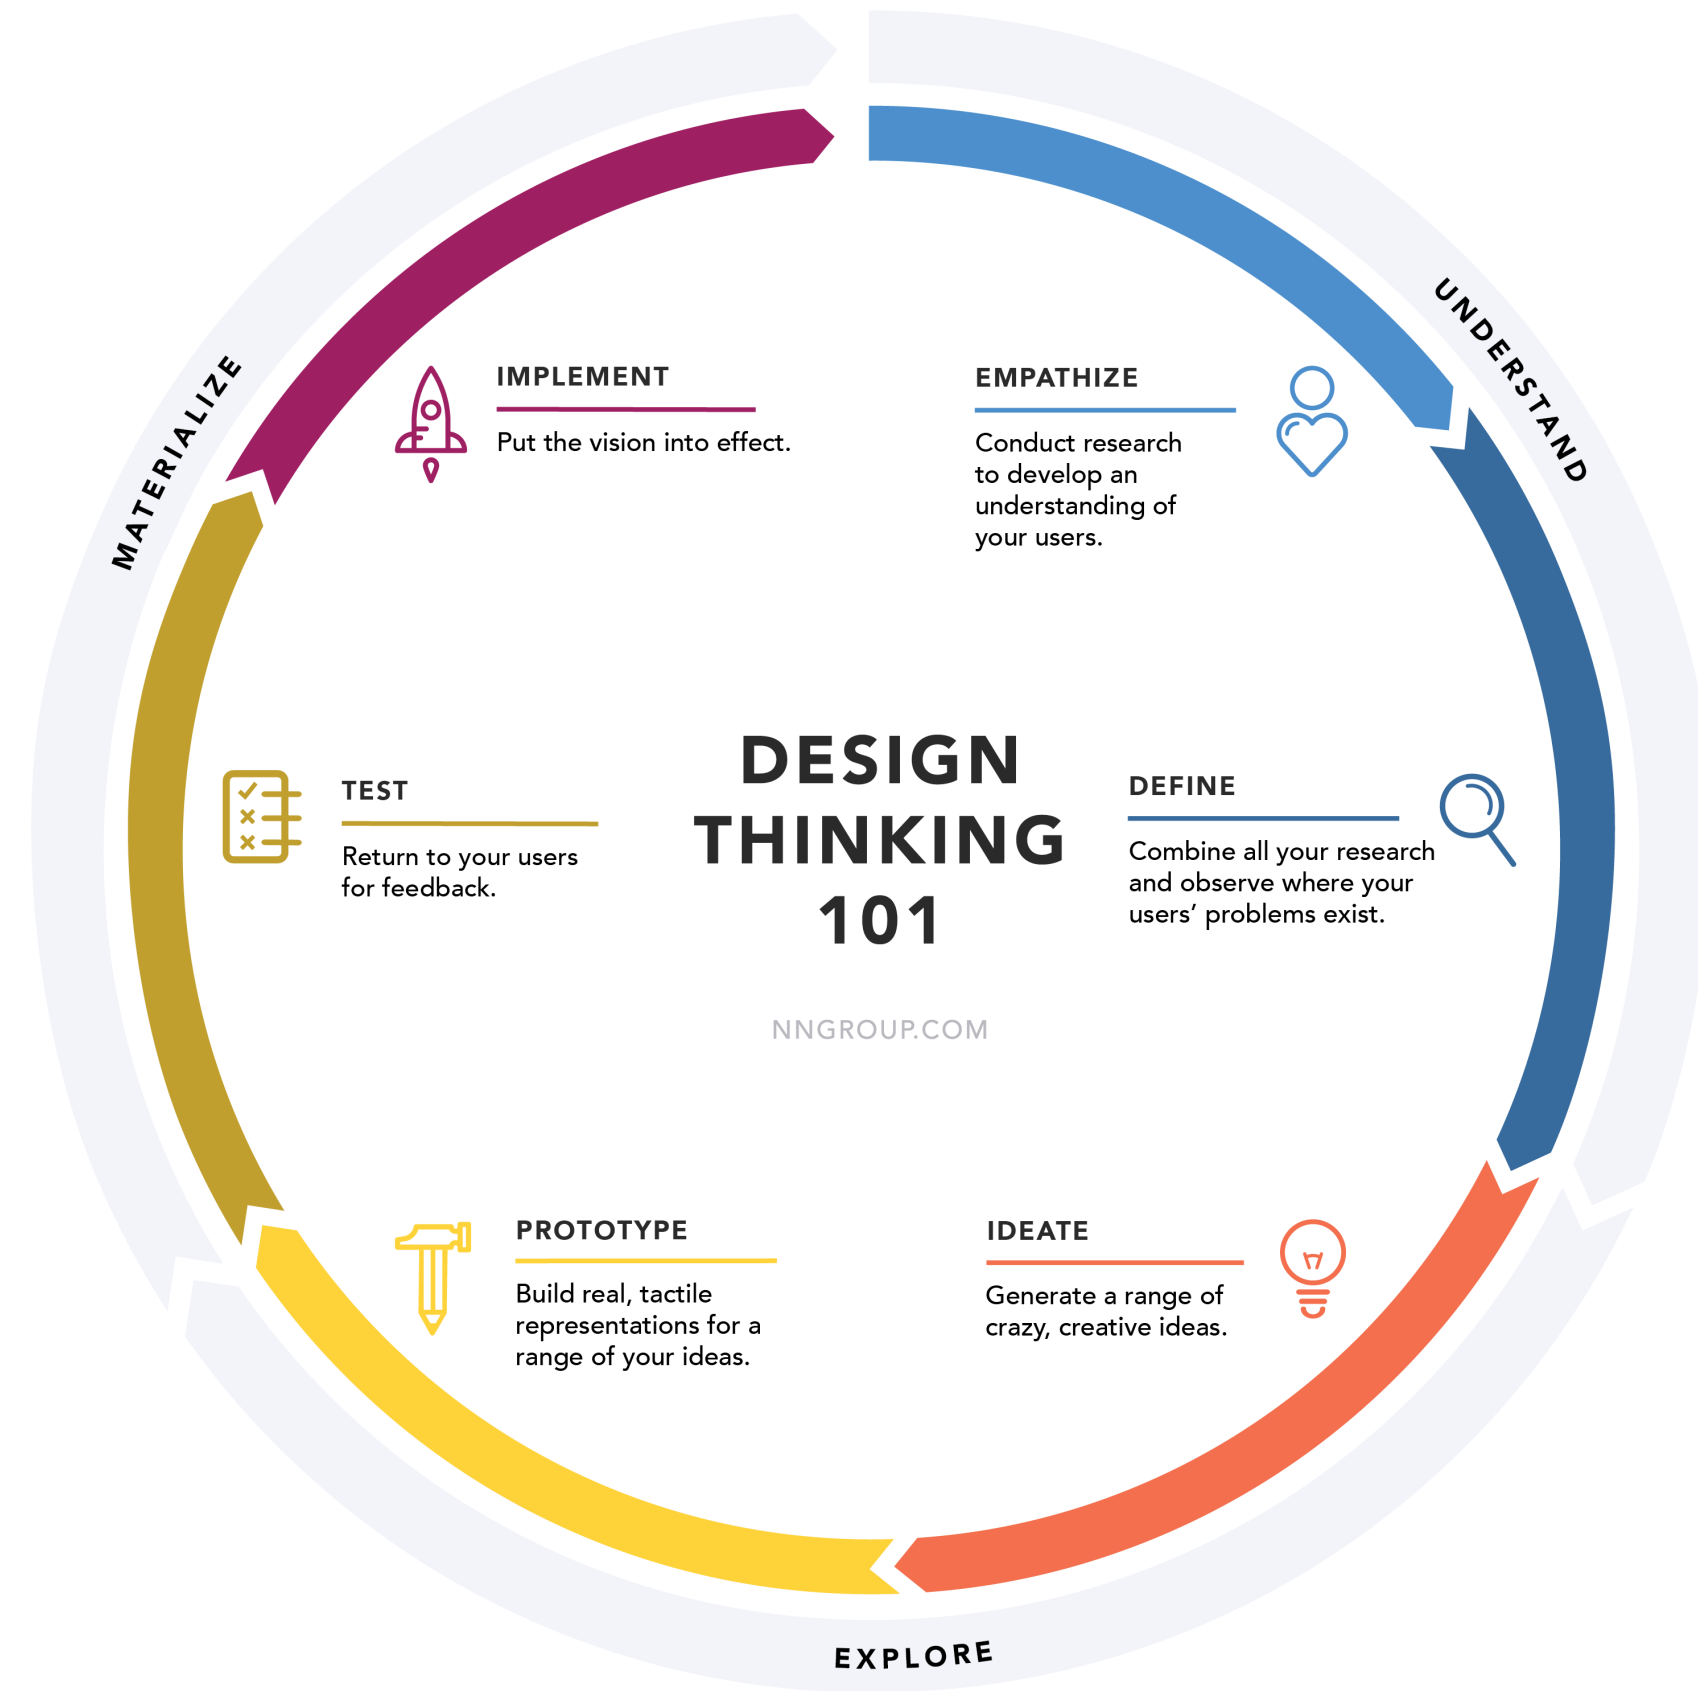 UNDERSTAND
EMPATHIZE
Conduct research
to develop an
understanding of
your users.
DEFINE
Combine all your research
and observe where your
users’ problems exist.
EXPLORE
IDEATE
Generate a range of
crazy, creative ideas.
PROTOTYPE
Build real, tactile
representations for a
range of your ideas.
MATERIALIZE
TEST
Return to your users
for feedback.
IMPLEMENT
Put the vision into effect.
DESIGN
THINKING
101
NNGROUP.COM